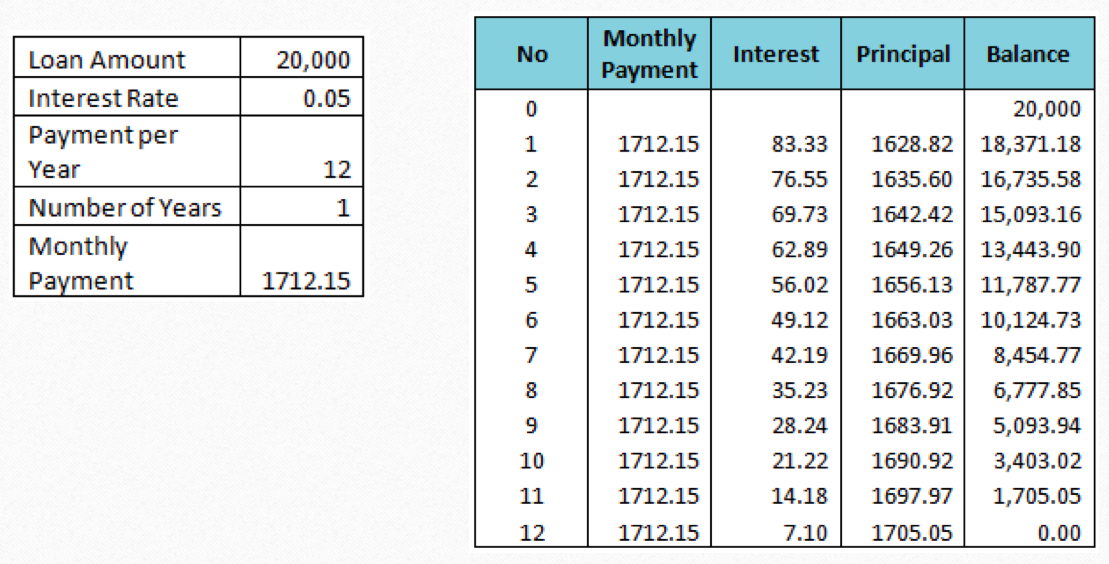 Loan Amount 20,000
Interest Rate 0.05
Payment per
Year 12
Number of Years 1
Monthly
Payment 1712.15
No Monthly Payment Interest Principal Balance
0 20,000
1 1712.15 83.33 1628.82 18,371.18
2 1712.15 76.55 1635.60 16,735.58
3 1712.15 69.73 1642.42 15,093.16
4 1712.15 62.89 1649.26 13,443.90
5 1712.15 56.02 1656.13 11,787.77
6 1712.15 49.12 1663.03 10,124.73
7 1712.15 42.19 1669.96 8,454.77
8 1712.15 35.23 1676.92 6,777.85
9 1712.15 28.24 1683.91 5,093.94
10 1712.15 21.22 1690.92 3,403.02
11 1712.15 14.18 1697.97 1,705.05
12 1712.15 7.10 1705.05 0.00